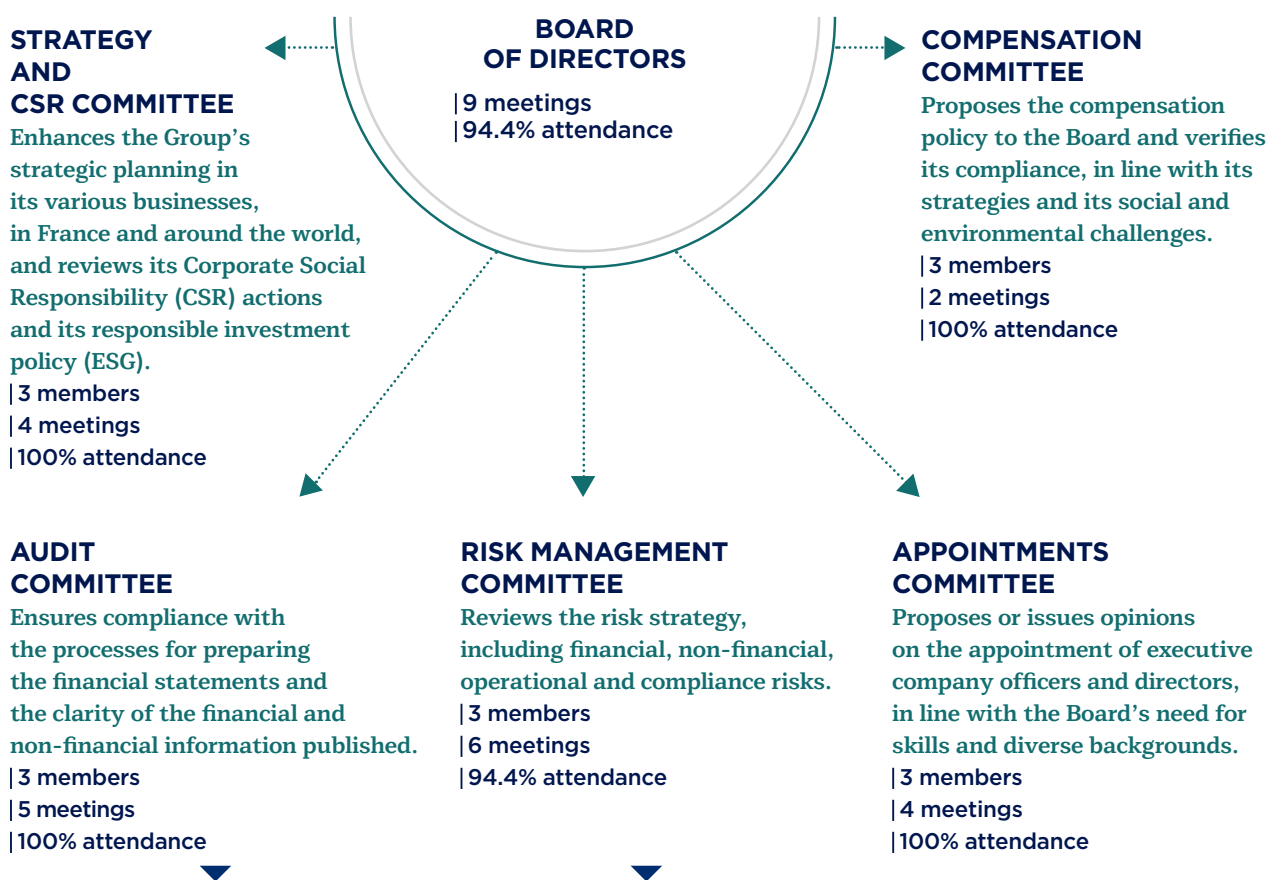 BOARD
OF DIRECTORS
|9 meetings
|94.4% attendance
STRATEGY
AND
CSR COMMITTEE
Enhances the Group’s
strategic planning in
its various businesses,
in France and around the world,
and reviews its Corporate Social
Responsibility (CSR) actions
and its responsible investment
policy (ESG).
|3 members
|4 meetings
|100% attendance
COMPENSATION
COMMITTEE
Proposes the compensation
policy to the Board and verifies
its compliance, in line with its
strategies and its social and
environmental challenges.
|3 members
|2 meetings
|100% attendance
AUDIT
COMMITTEE
Ensures compliance with
the processes for preparing
the financial statements and
the clarity of the financial and
non-financial information published.
|3 members
|5 meetings
|100% attendance
RISK MANAGEMENT
COMMITTEE
Reviews the risk strategy,
including financial, non-financial,
operational and compliance risks.
|3 members
|6 meetings
|94.4% attendance
APPOINTMENTS
COMMITTEE
Proposes or issues opinions
on the appointment of executive
company officers and directors,
in line with the Board’s need for
skills and diverse backgrounds.
|3 members
|4 meetings
|100% attendance